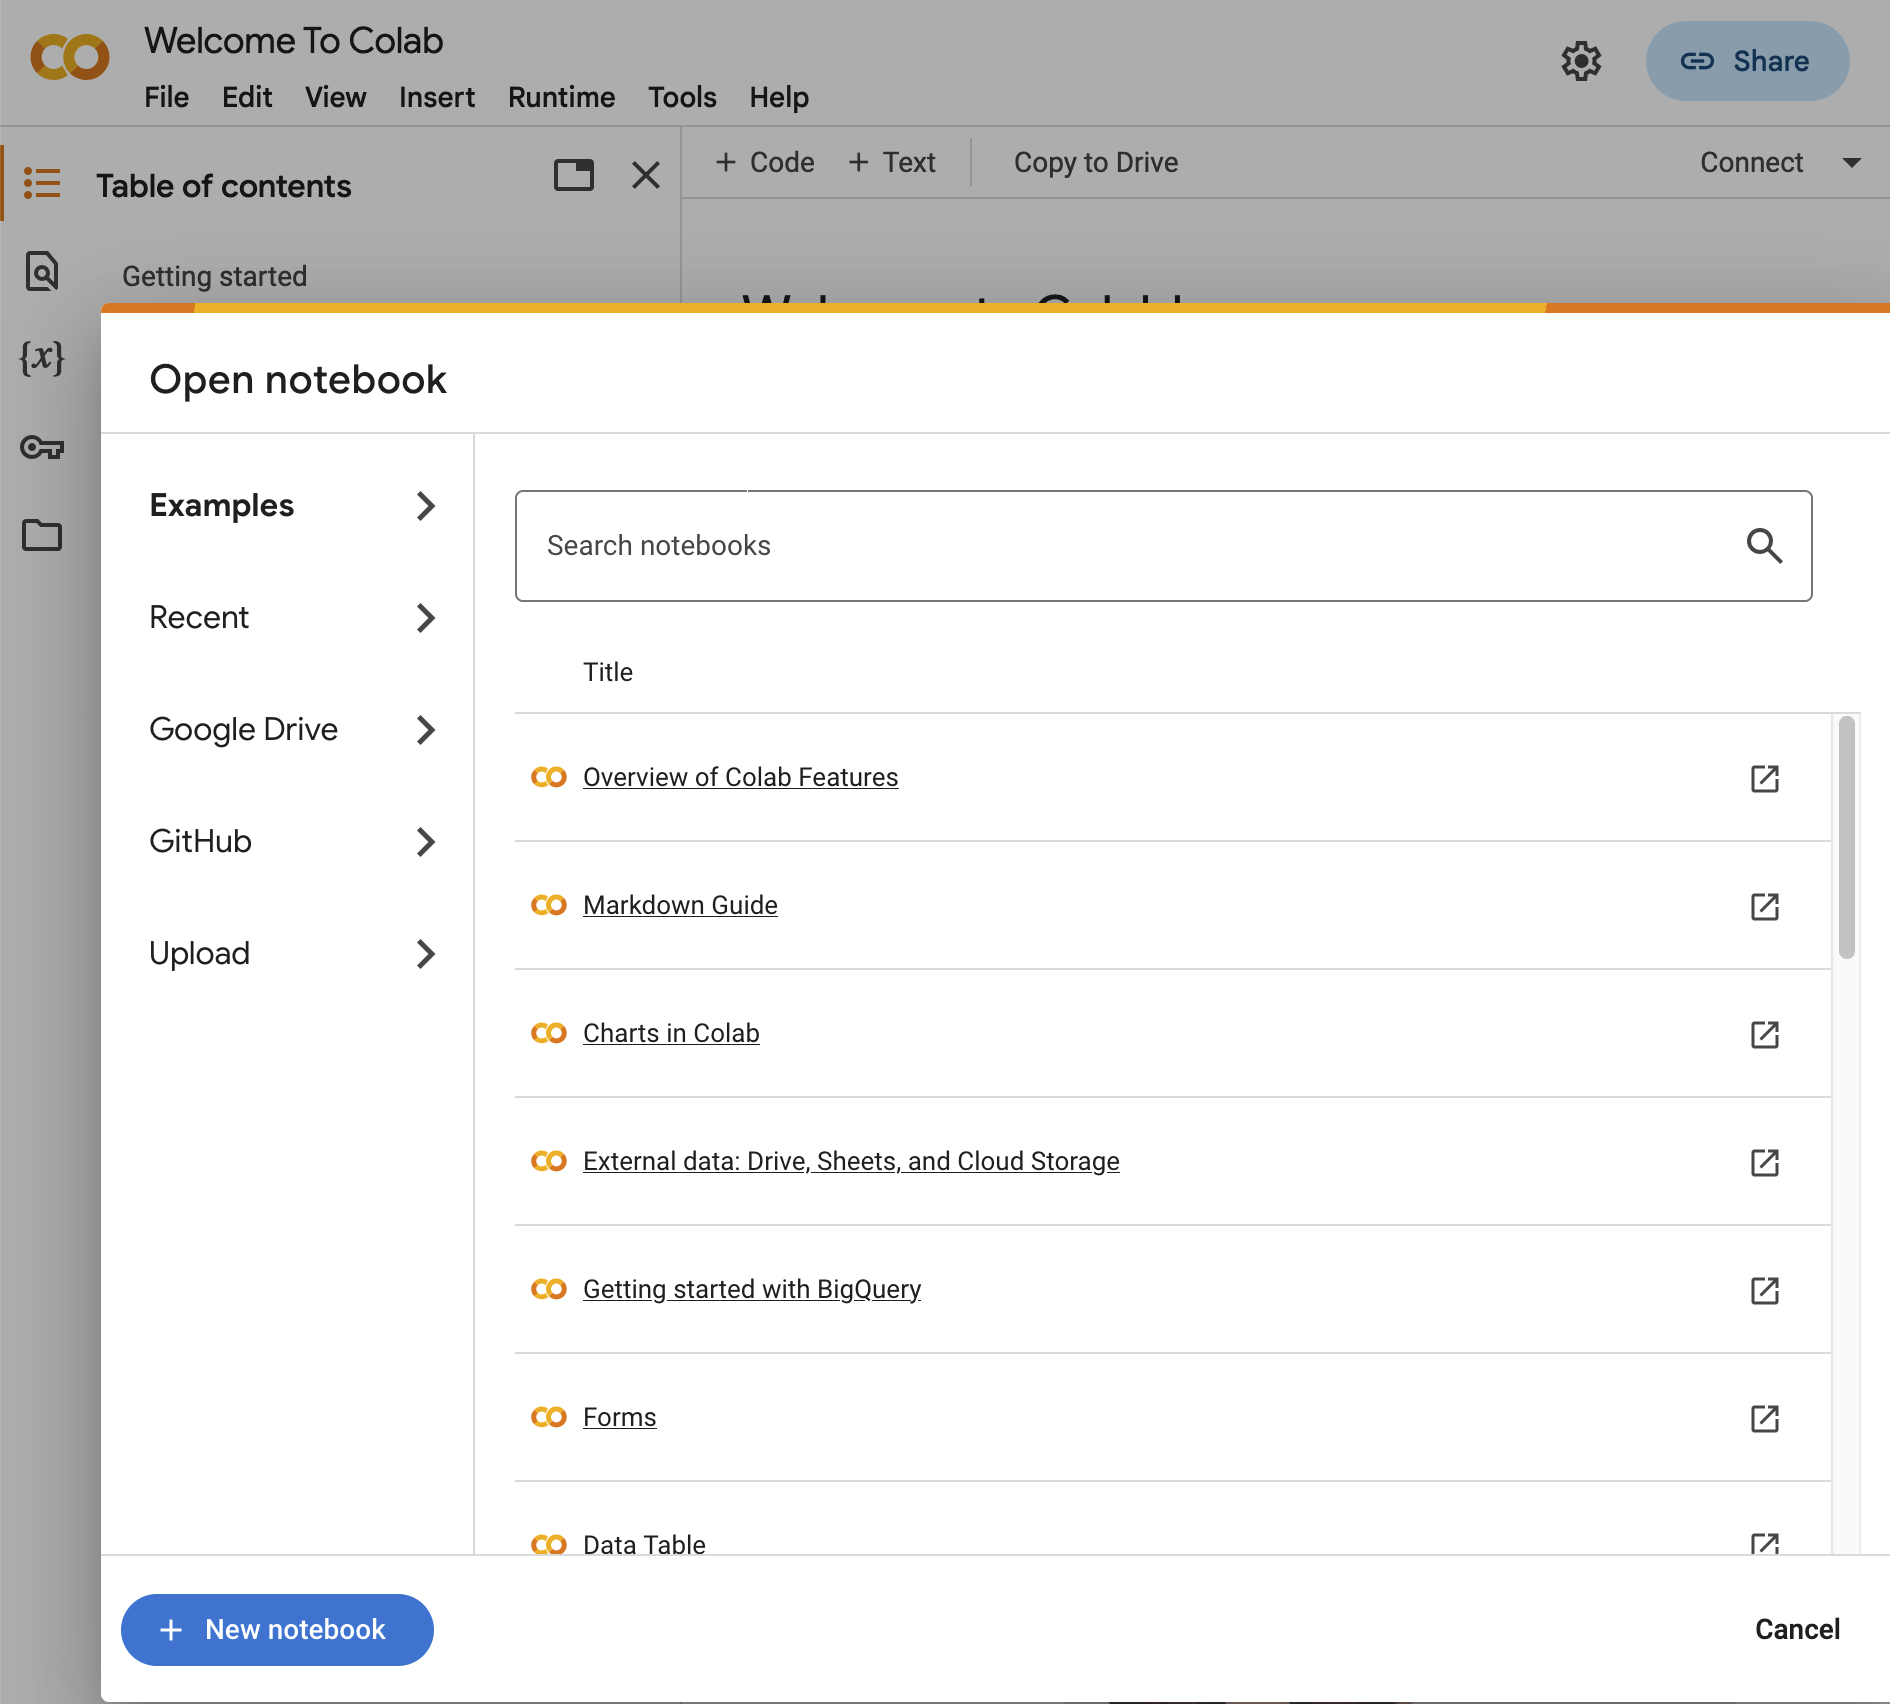 Welcome To Colab
File Edit View Insert Runtime Tools Help
Share
Table of contents
+ Code + Text Copy to Drive Connect
Getting started
{x}
Open notebook
Examples
Recent
Google Drive
GitHub
Upload
Search notebooks
Title
Overview of Colab Features
Markdown Guide
Charts in Colab
External data: Drive, Sheets, and Cloud Storage
Getting started with BigQuery
Forms
Data Table
+ New notebook
Cancel